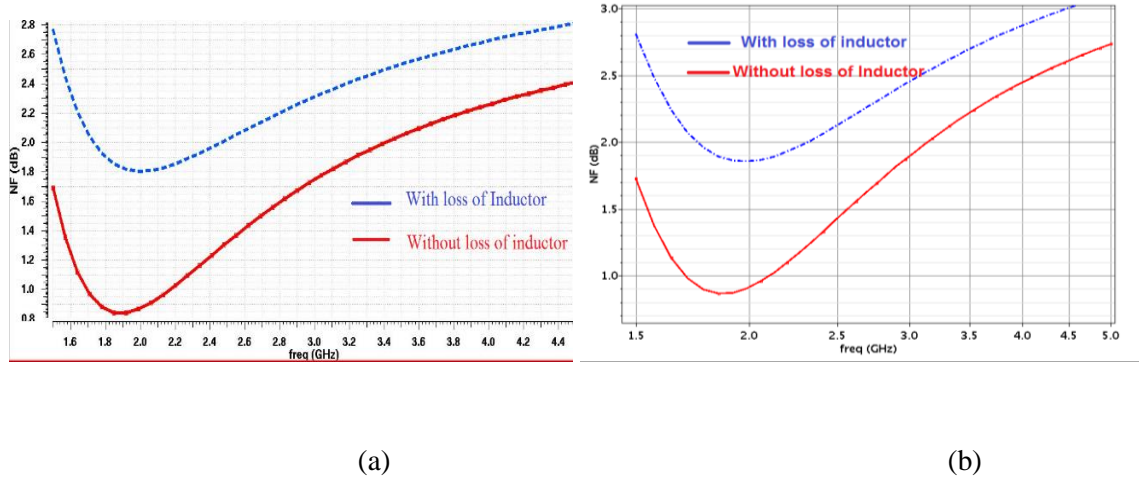 2.8
2.6
2.4
2.2
2.0
1.8
1.6
1.4
1.2
1.0
0.8
NF (dB)
With loss of Inductor
Without loss of inductor
1.6 1.8 2.0 2.2 2.4 2.6 2.8 3.0 3.2 3.4 3.6 3.8 4.0 4.2 4.4
freq (GHz)
(a)
3.0
2.5
2.0
1.5
1.0
NF (dB)
With loss of inductor
Without loss of Inductor
1.5 2.0 2.5 3.0 3.5 4.0 4.5 5.0
freq (GHz)
(b)